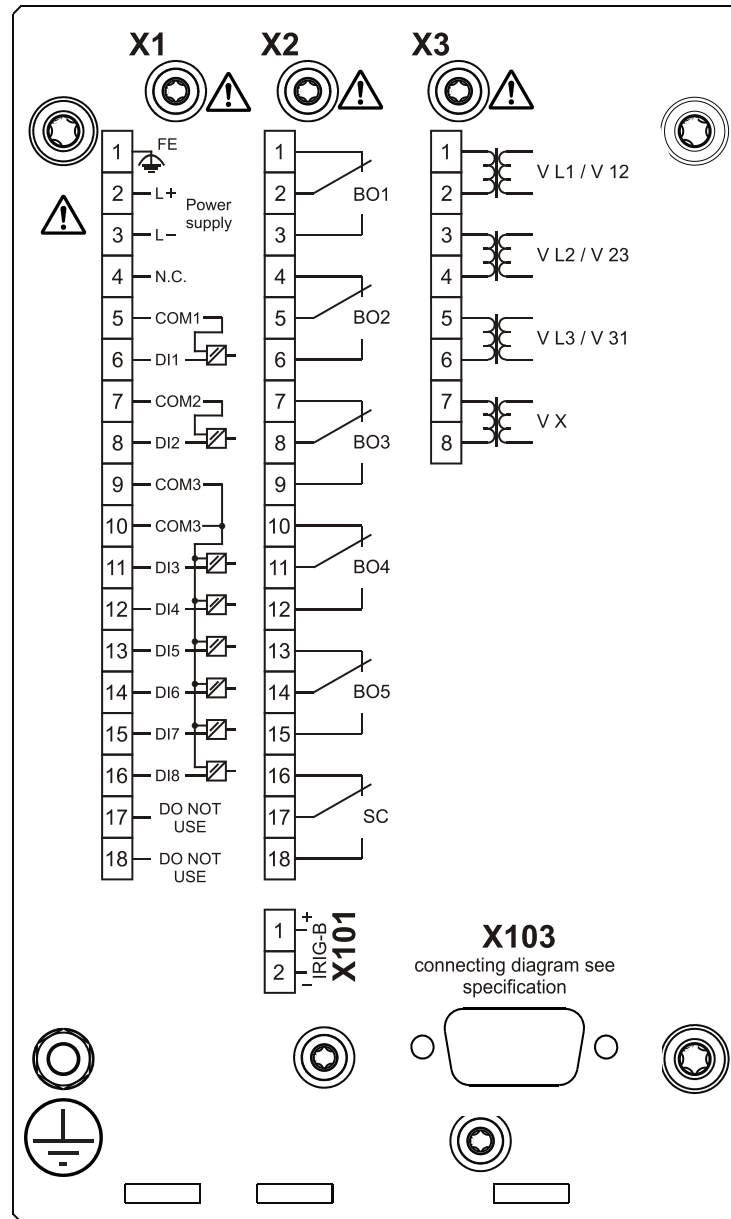 X1
X2
X3
1 FE
2 L+
Power
supply
3 L−
4 N.C.
5 COM1
6 DI1
7 COM2
8 DI2
9 COM3
10 COM3
11 DI3
12 DI4
13 DI5
14 DI6
15 DI7
16 DI8
17 DO NOT
USE
18 DO NOT
USE
1
2 BO1
3
4
5 BO2
6
7
8 BO3
9
10
11 BO4
12
13
14 BO5
15
16
17 SC
18
1
V L1 / V 12
2
3
V L2 / V 23
4
5
V L3 / V 31
6
7
V X
8
1 +
2 −
IRIG-B
X101
X103
connecting diagram see
specification